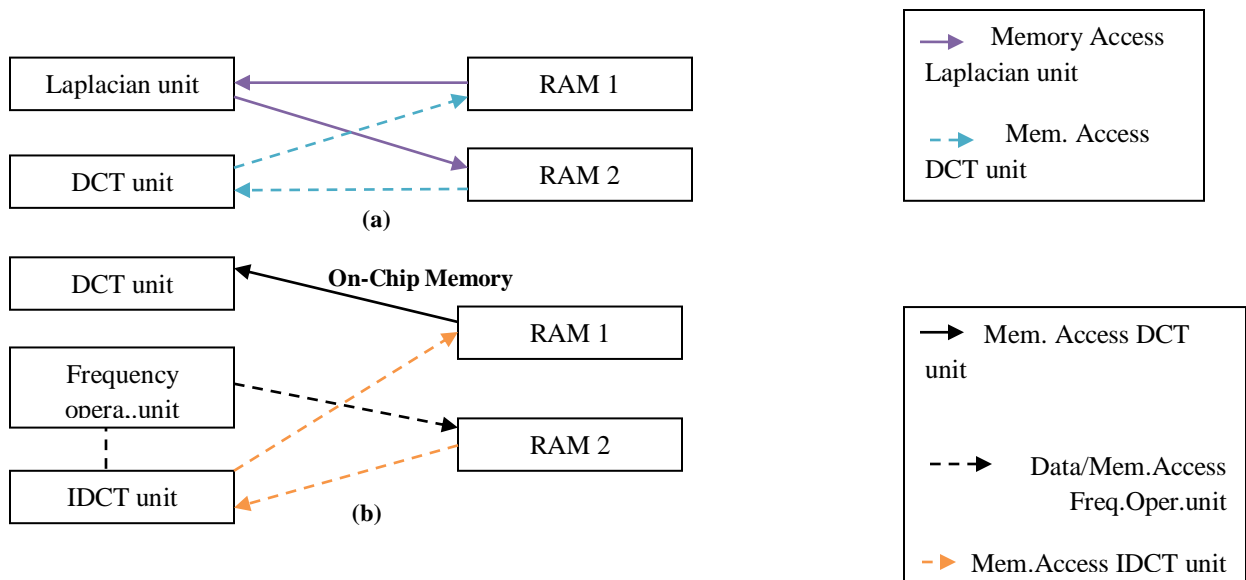 Laplacian unit
RAM 1
DCT unit
RAM 2
(a)
Memory Access
Laplacian unit
Mem. Access
DCT unit
DCT unit
On-Chip Memory
RAM 1
Frequency
opera..unit
RAM 2
IDCT unit
(b)
Mem. Access DCT
unit
Data/Mem.Access
Freq.Oper.unit
Mem.Access IDCT unit